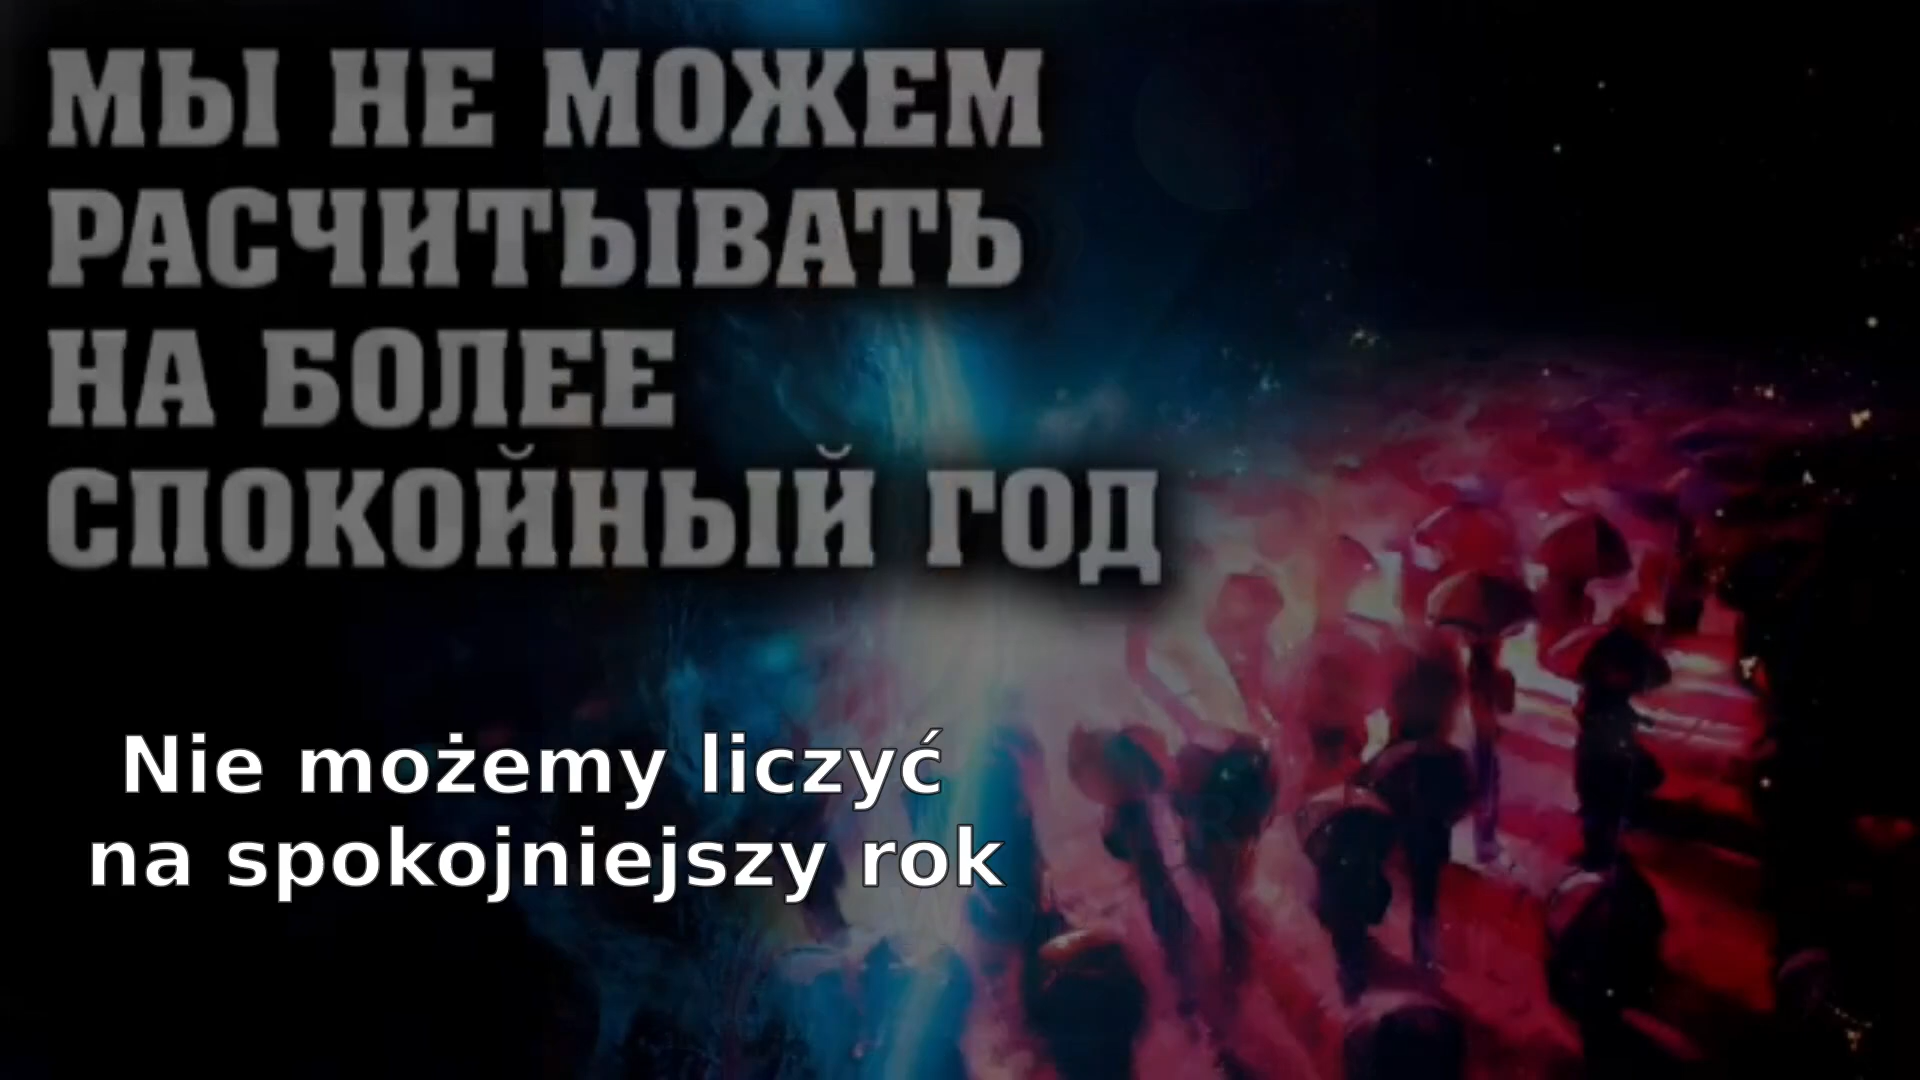 МЫ НЕ МОЖЕМ
РАСЧИТЫВАТЬ
НА БОЛЕЕ
СПОКОЙНЫЙ ГОД
Nie możemy liczyć
na spokojniejszy rok